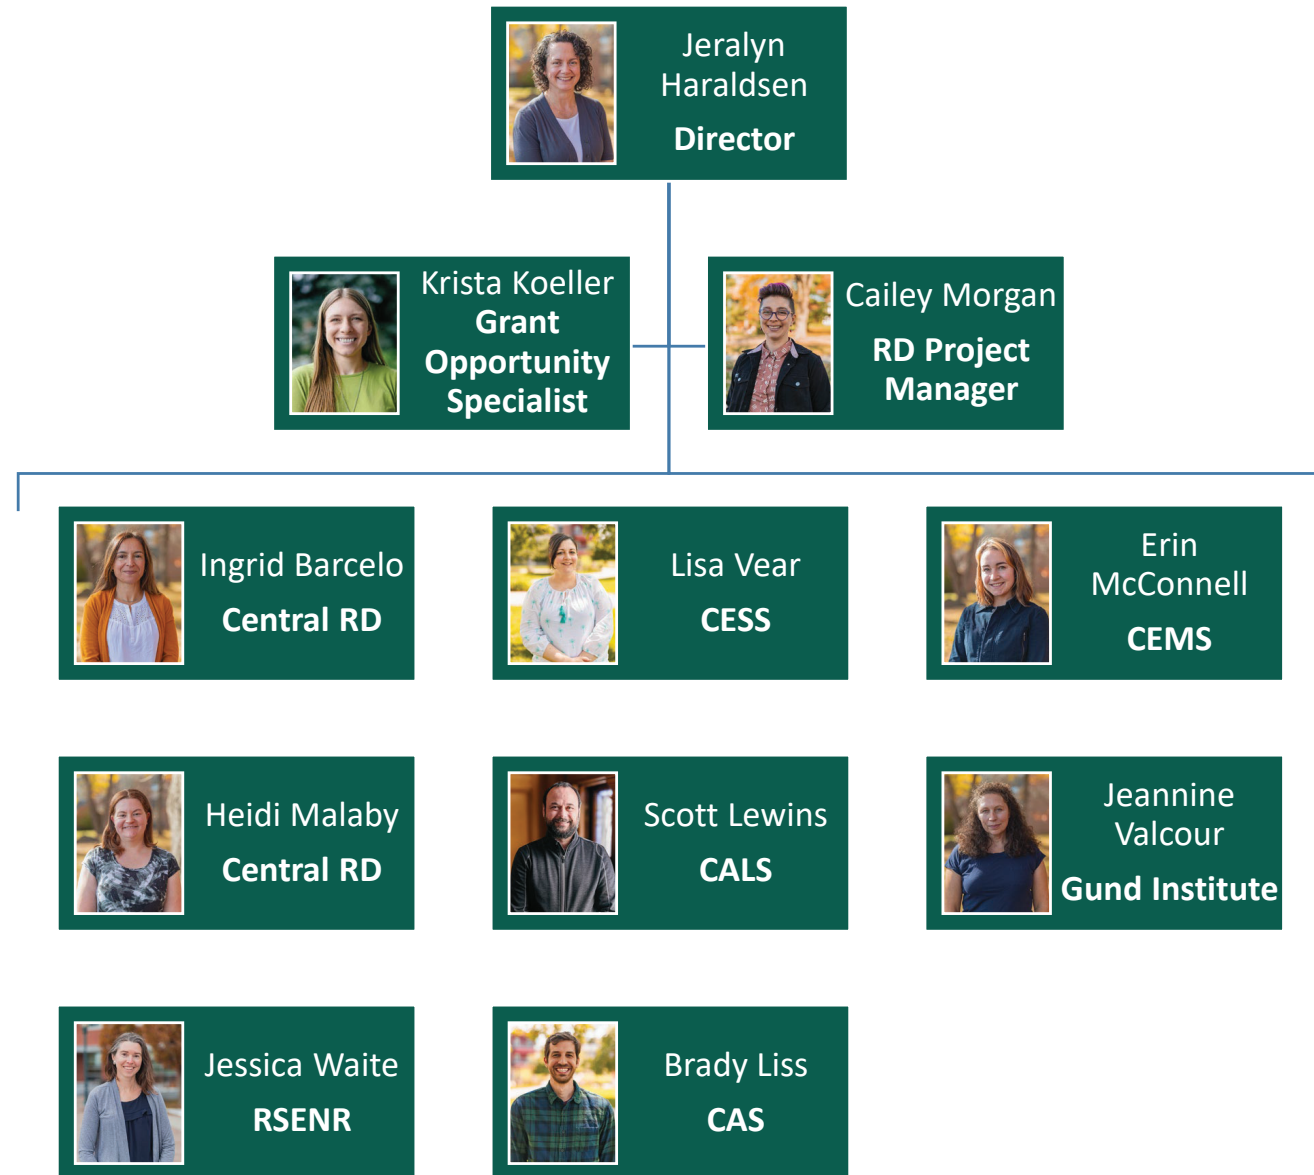 Jeralyn
Haraldsen
Director
Krista Koeller
Grant
Opportunity
Specialist
Cailey Morgan
RD Project
Manager
Ingrid Barcelo
Central RD
Lisa Vear
CESS
Erin
McConnell
CEMS
Heidi Malaby
Central RD
Scott Lewins
CALS
Jeannine
Valcour
Gund Institute
Jessica Waite
RSENR
Brady Liss
CAS